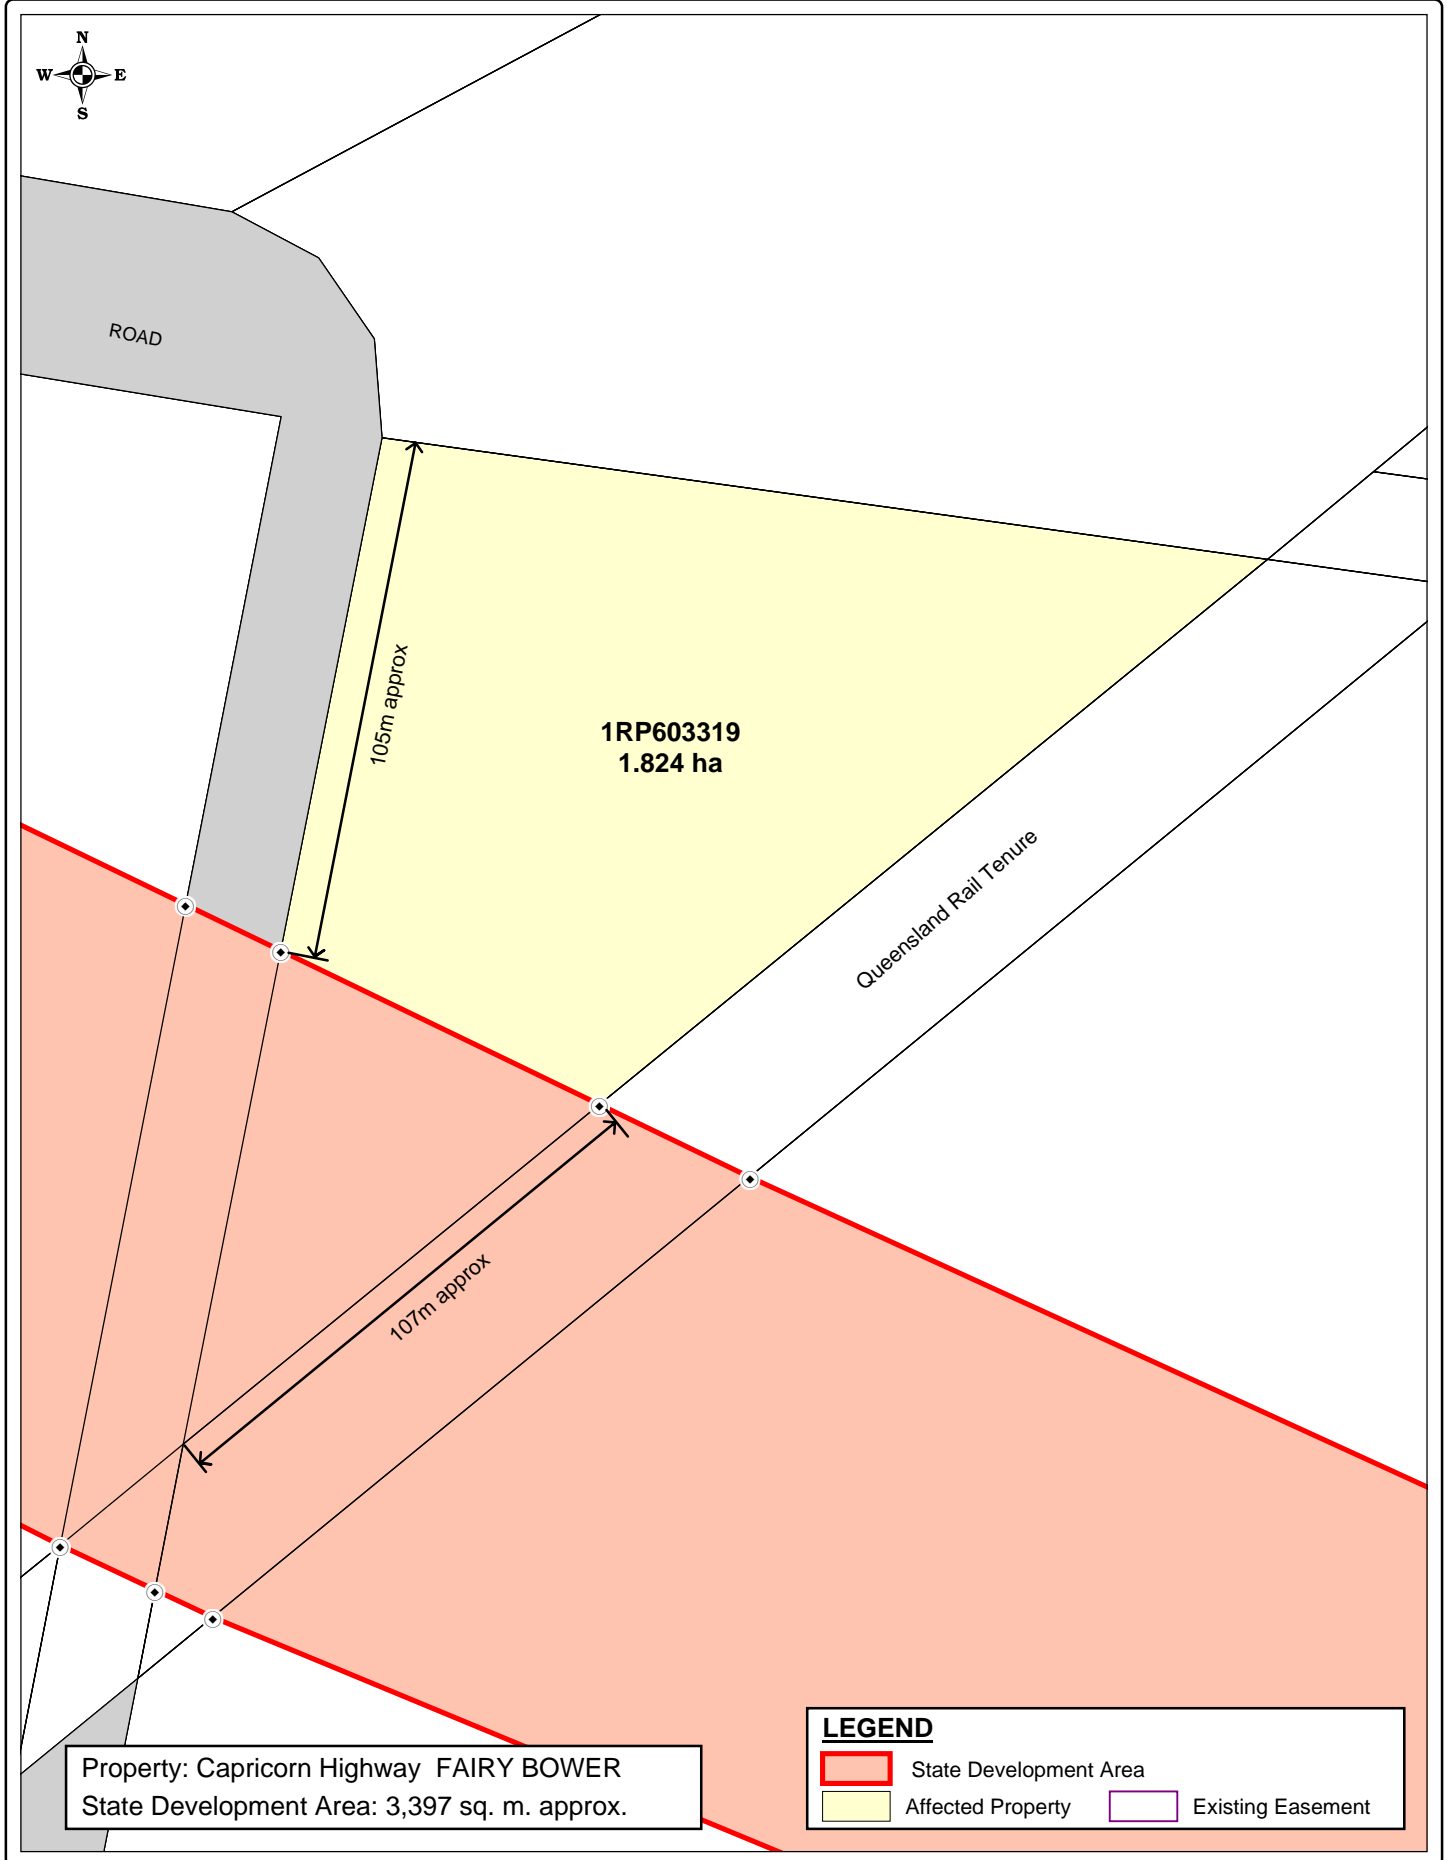 N
W E
S
ROAD
105m approx
1RP603319
1.824 ha
Queensland Rail Tenure
107m approx
LEGEND
State Development Area
Affected Property Existing Easement
Property: Capricorn Highway FAIRY BOWER
State Development Area: 3,397 sq. m. approx.